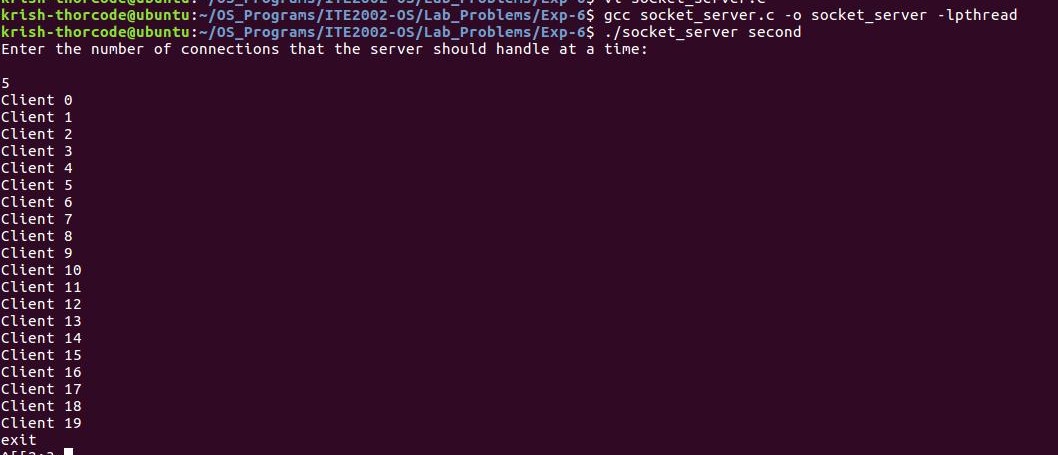 krish-thorcode@ubuntu:~/OS_Programs/ITE2002-OS/Lab_Problems/Exp-6$ vi socket_server.c
krish-thorcode@ubuntu:~/OS_Programs/ITE2002-OS/Lab_Problems/Exp-6$ gcc socket_server.c -o socket_server -lpthread
krish-thorcode@ubuntu:~/OS_Programs/ITE2002-OS/Lab_Problems/Exp-6$ ./socket_server second
Enter the number of connections that the server should handle at a time:
5
Client 0
Client 1
Client 2
Client 3
Client 4
Client 5
Client 6
Client 7
Client 8
Client 9
Client 10
Client 11
Client 12
Client 13
Client 14
Client 15
Client 16
Client 17
Client 18
Client 19
exit